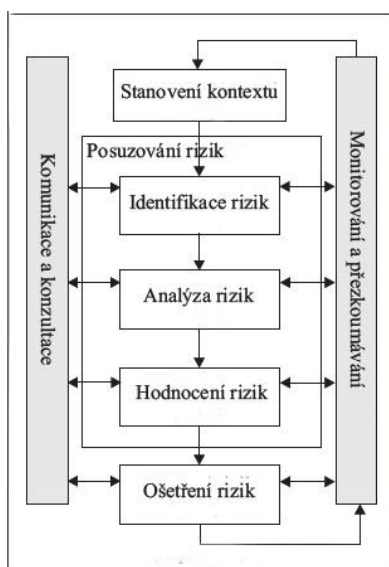 Stanovení kontextu
Posuzování rizik
Identifikace rizik
Analýza rizik
Hodnocení rizik
Ošetření rizik
Komunikace a konzultace
Monitorování a přezkoumávání